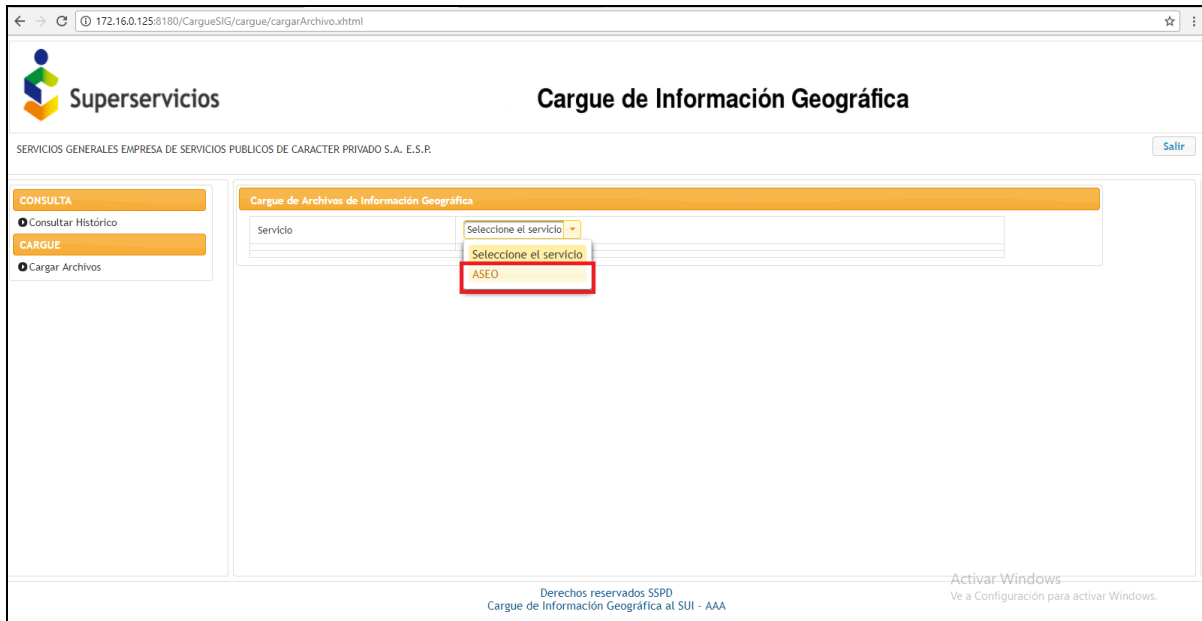 172.16.0.125:8180/CargueSIG/cargue/cargarArchivo.xhtml
Superservicios
Cargue de Información Geográfica
SERVICIOS GENERALES EMPRESA DE SERVICIOS PUBLICOS DE CARACTER PRIVADO S.A. E.S.P.
Salir
CONSULTA
Consultar Histórico
CARGUE
Cargar Archivos
Cargue de Archivos de Información Geográfica
Servicio
Seleccione el servicio
Seleccione el servicio
ASEO
Activar Windows
Ve a Configuración para activar Windows.
Derechos reservados SSPD
Cargue de Información Geográfica al SUI - AAA